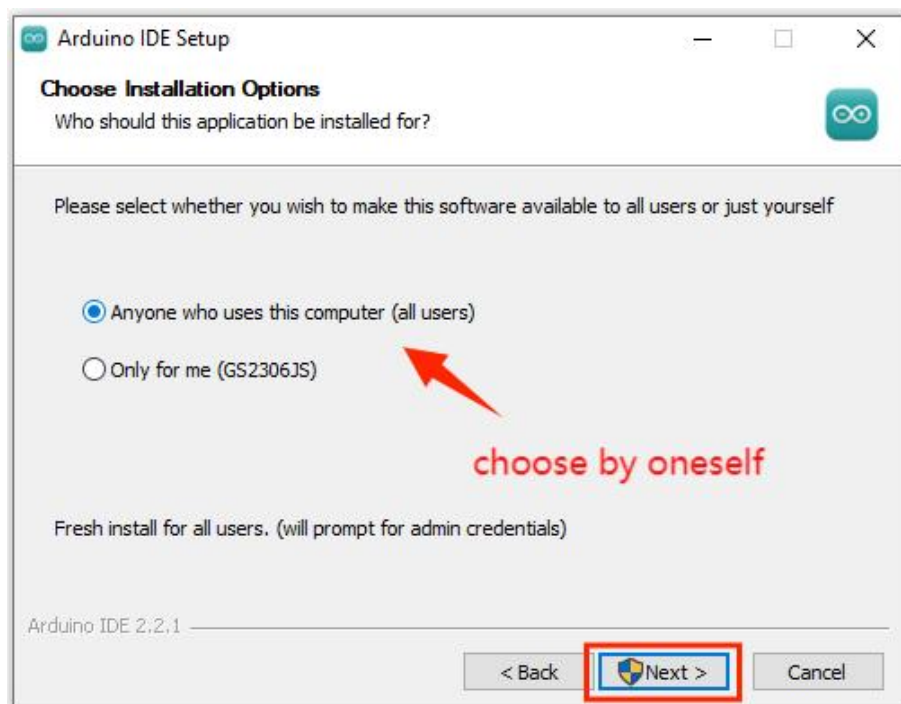 Arduino IDE Setup
Choose Installation Options
Who should this application be installed for?
Please select whether you wish to make this software available to all users or just yourself
Anyone who uses this computer (all users)
Only for me (GS2306JS)
choose by oneself
Fresh install for all users. (will prompt for admin credentials)
Arduino IDE 2.2.1
< Back Next > Cancel